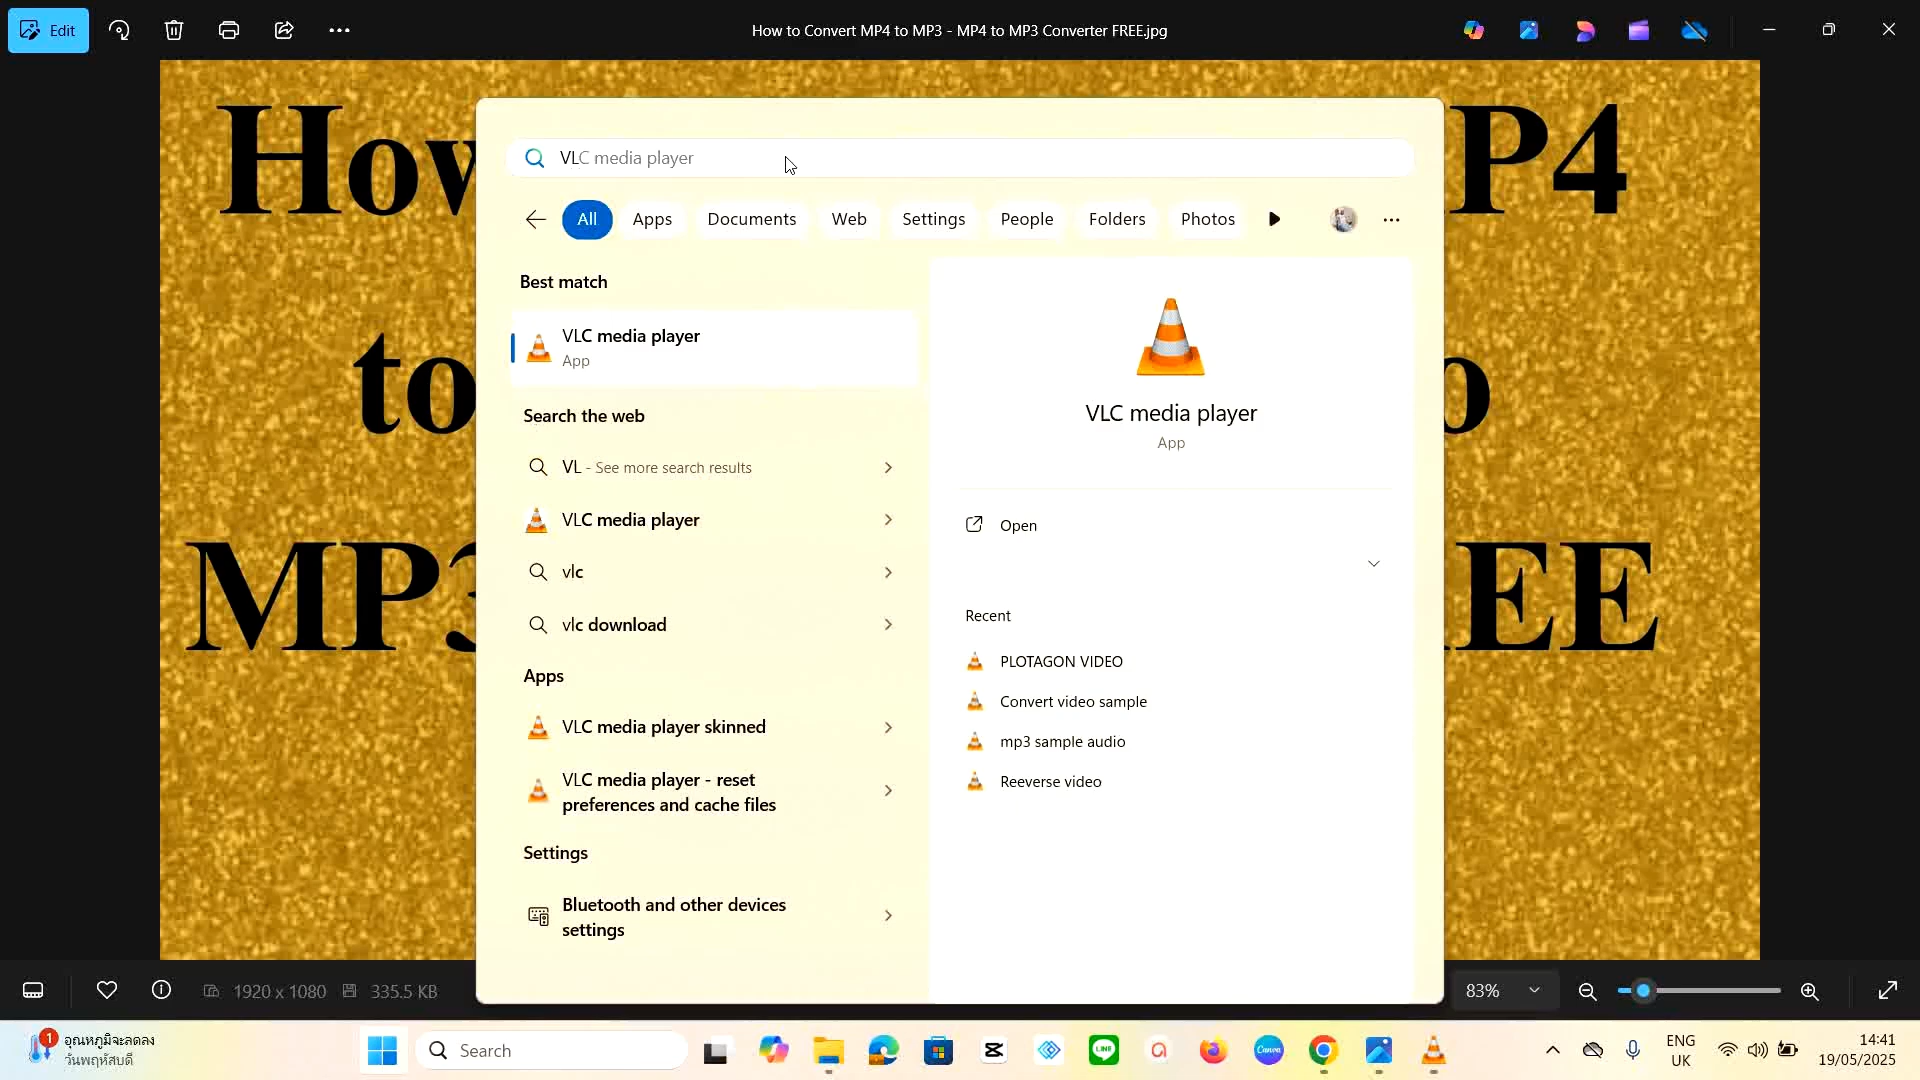 Edit
How to Convert MP4 to MP3 - MP4 to MP3 Converter FREE.jpg
VLC media player
All
Apps
Documents
Web
Settings
People
Folders
Photos
Best match
VLC media player
App
Search the web
VL - See more search results
VLC media player
vlc
vlc download
Apps
VLC media player skinned
VLC media player - reset
preferences and cache files
Settings
Bluetooth and other devices
settings
VLC media player
App
Open
Recent
PLOTAGON VIDEO
Convert video sample
mp3 sample audio
Reeverse video
1920 x 1080
335.5 KB
83%
1
อุณหภูมิจะลดลง
วันพฤหัสบดี
Search
LINE
Canva
ENG
UK
14:41
19/05/2025